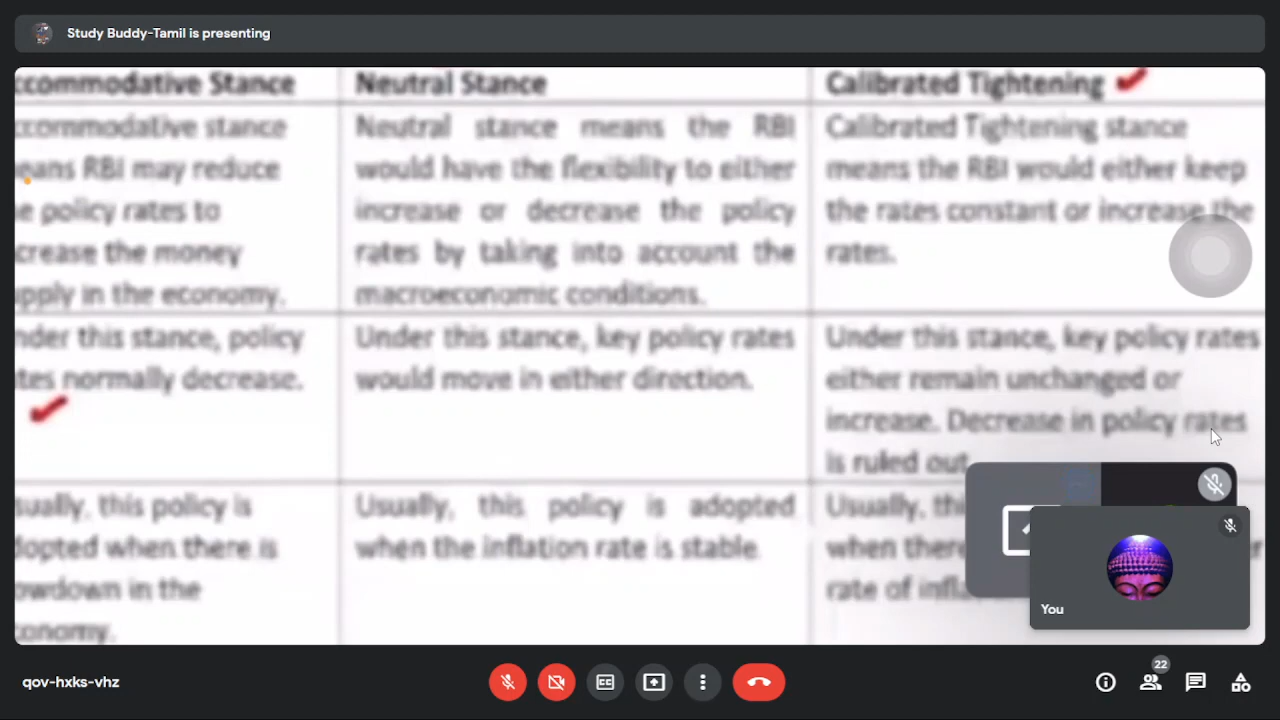 Study Buddy-Tamil is presenting
ccommodative Stance
ccommodative stance
eans RBI may reduce
e policy rates to
crease the money
pply in the economy.
nder this stance, policy
tes normally decrease.
sually, this policy is
dopted when there is
owdown in the
conomy.
Neutral Stance
Neutral stance means the RBI
would have the flexibility to either
increase or decrease the policy
rates by taking into account the
macroeconomic conditions.
Under this stance, key policy rates
would move in either direction.
Usually, this policy is adopted
when the inflation rate is stable.
Calibrated Tightening
Calibrated Tightening stance
means the RBI would either keep
the rates constant or increase the
rates.
Under this stance, key policy rates
either remain unchanged or
increase. Decrease in policy rates
is ruled out
Usually, thi
when there
rate of infl
You
qov-hxks-vhz
CC
22